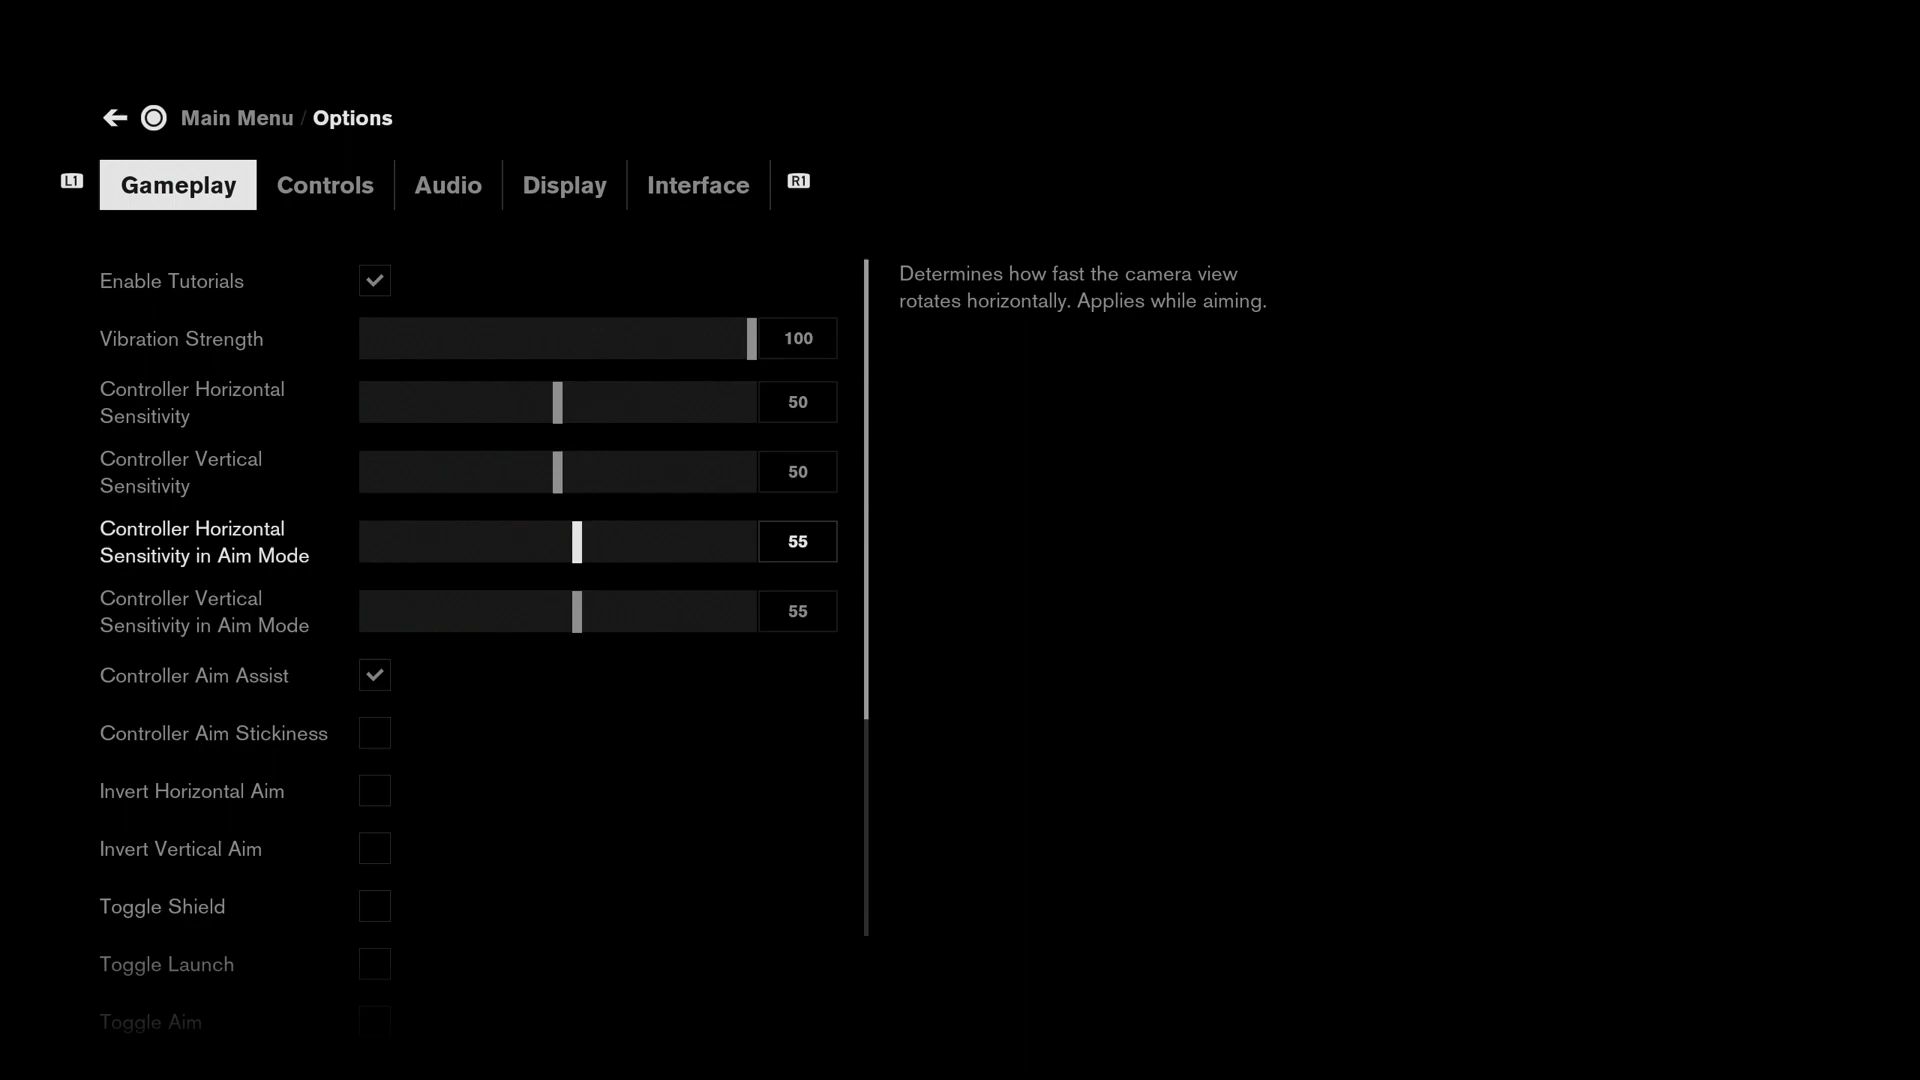 Main Menu / Options
L1 Gameplay Controls Audio Display Interface R1
Enable Tutorials
Vibration Strength 100
Controller Horizontal
Sensitivity 50
Controller Vertical
Sensitivity 50
Controller Horizontal
Sensitivity in Aim Mode 55
Controller Vertical
Sensitivity in Aim Mode 55
Controller Aim Assist
Controller Aim Stickiness
Invert Horizontal Aim
Invert Vertical Aim
Toggle Shield
Toggle Launch
Toggle Aim
Determines how fast the camera view
rotates horizontally. Applies while aiming.